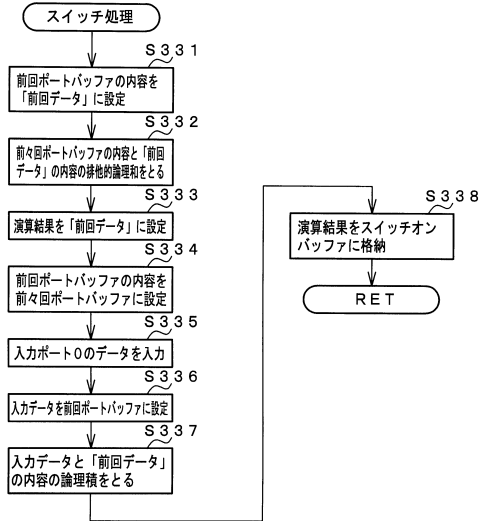 スイッチ処理
S331
前回ポートバッファの内容を
「前回データ」に設定
S332
前々回ポートバッファの内容と「前回
データ」の内容の排他的論理和をとる
S333
演算結果を「前回データ」に設定
S334
前回ポートバッファの内容を
前々回ポートバッファに設定
S335
入力ポート0のデータを入力
S336
入力データを前回ポートバッファに設定
S337
入力データと「前回データ」
の内容の論理積をとる
S338
演算結果をスイッチオン
バッファに格納
RET